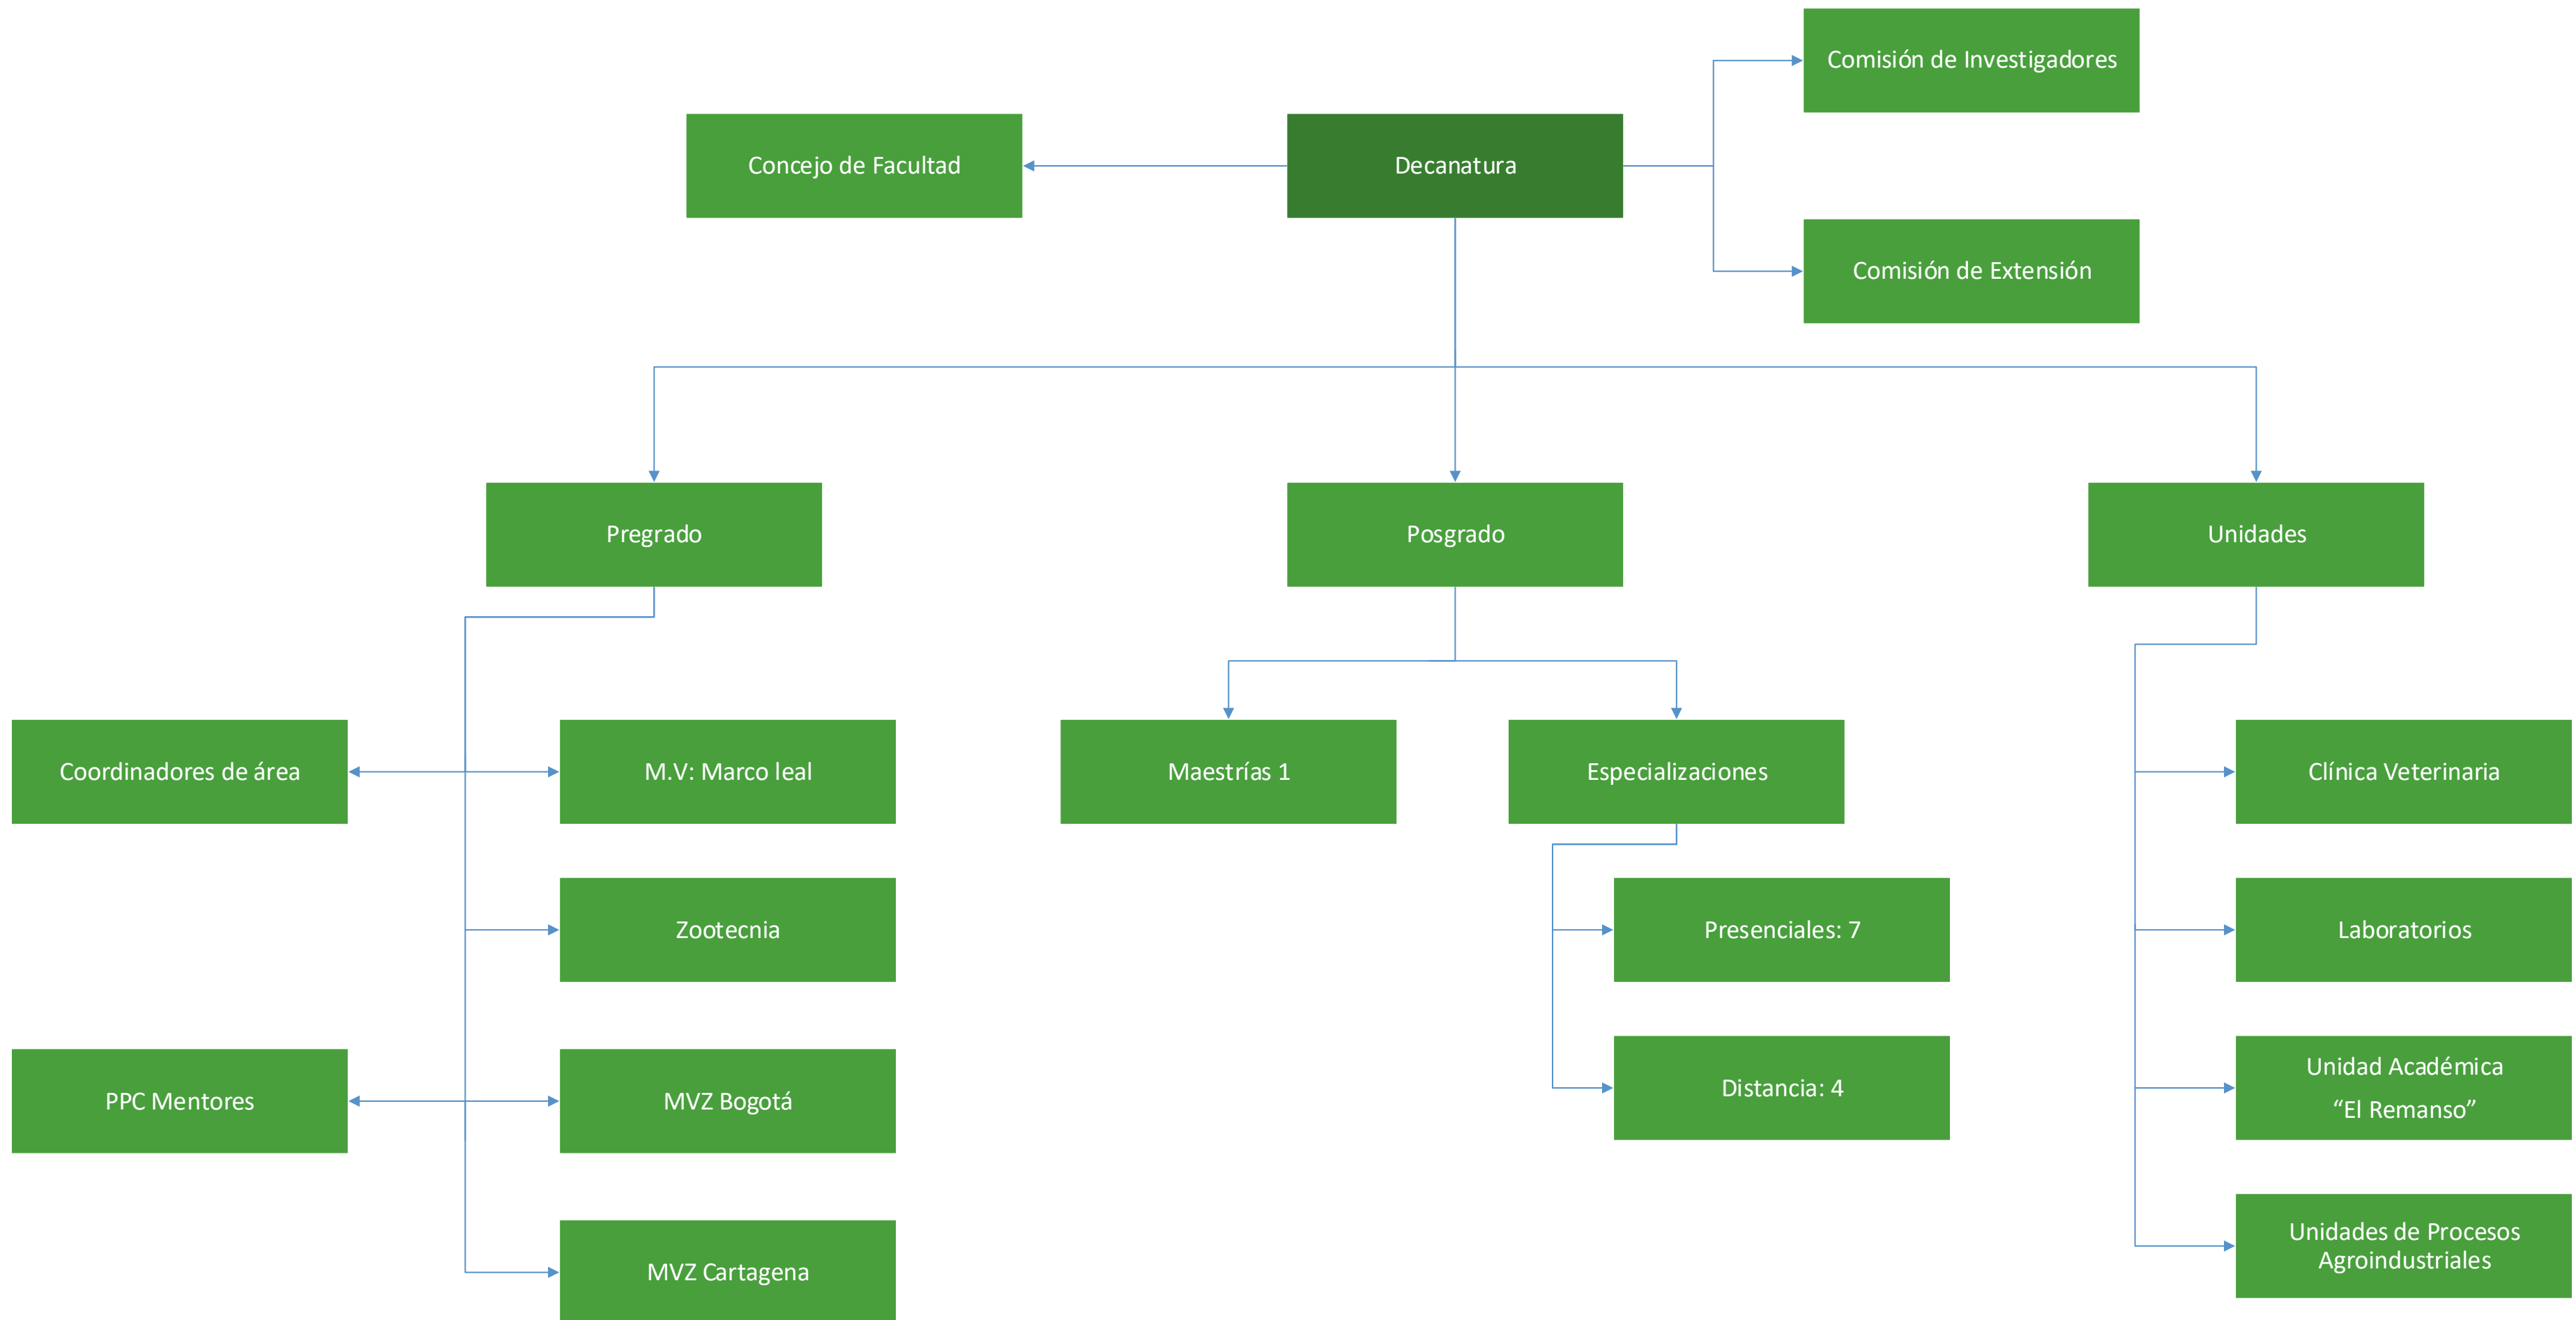 Comisión de Investigadores
Concejo de Facultad
Decanatura
Comisión de Extensión
Pregrado
Posgrado
Unidades
Coordinadores de área
M.V: Marco leal
Maestrías 1
Especializaciones
Clínica Veterinaria
Zootecnia
Presenciales: 7
Laboratorios
PPC Mentores
MVZ Bogotá
Distancia: 4
Unidad Académica
“El Remanso”
MVZ Cartagena
Unidades de Procesos
Agroindustriales